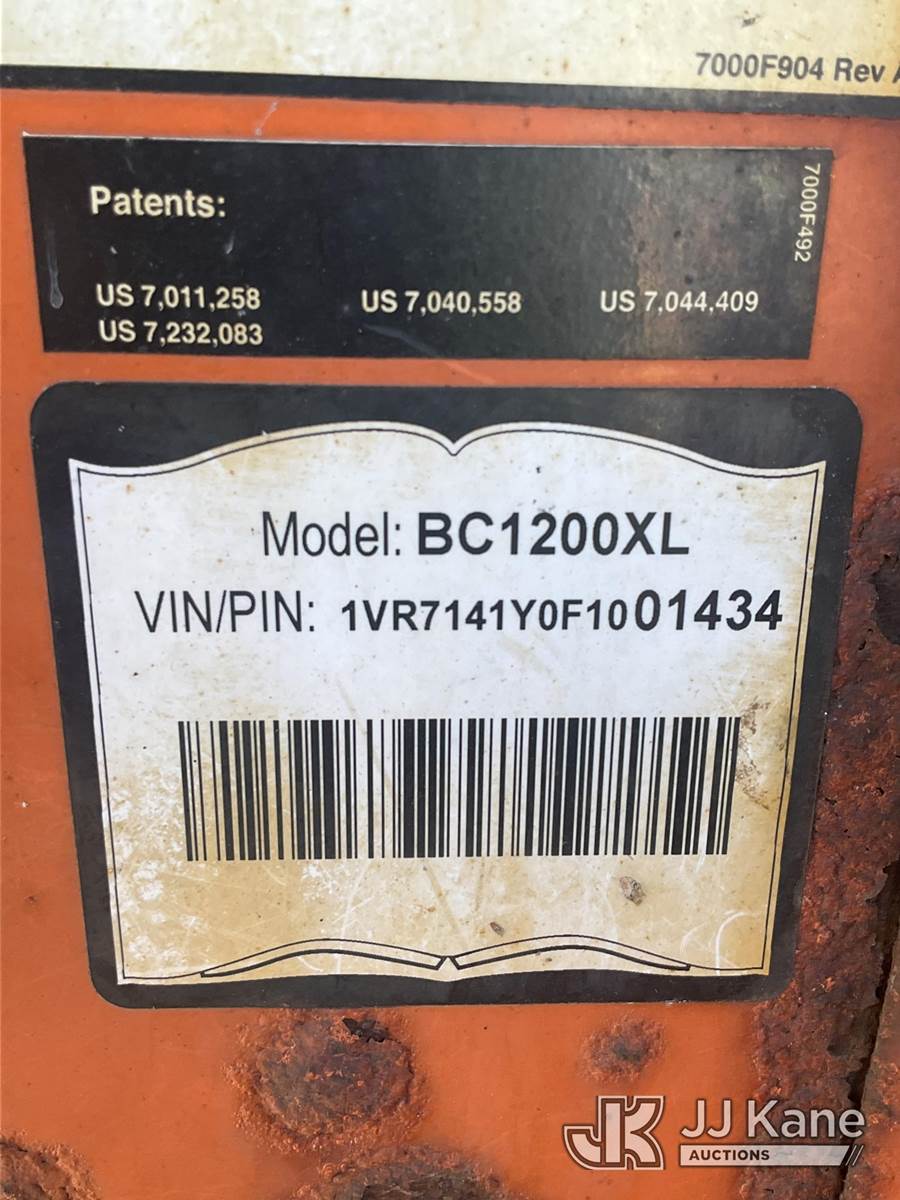 7000F904 Rev A
Patents:
7000F492
US 7,011,258 US 7,040,558 US 7,044,409
US 7,232,083
Model: BC1200XL
VIN/PIN: 1VR7141Y0F1001434
JK JJ Kane
AUCTIONS